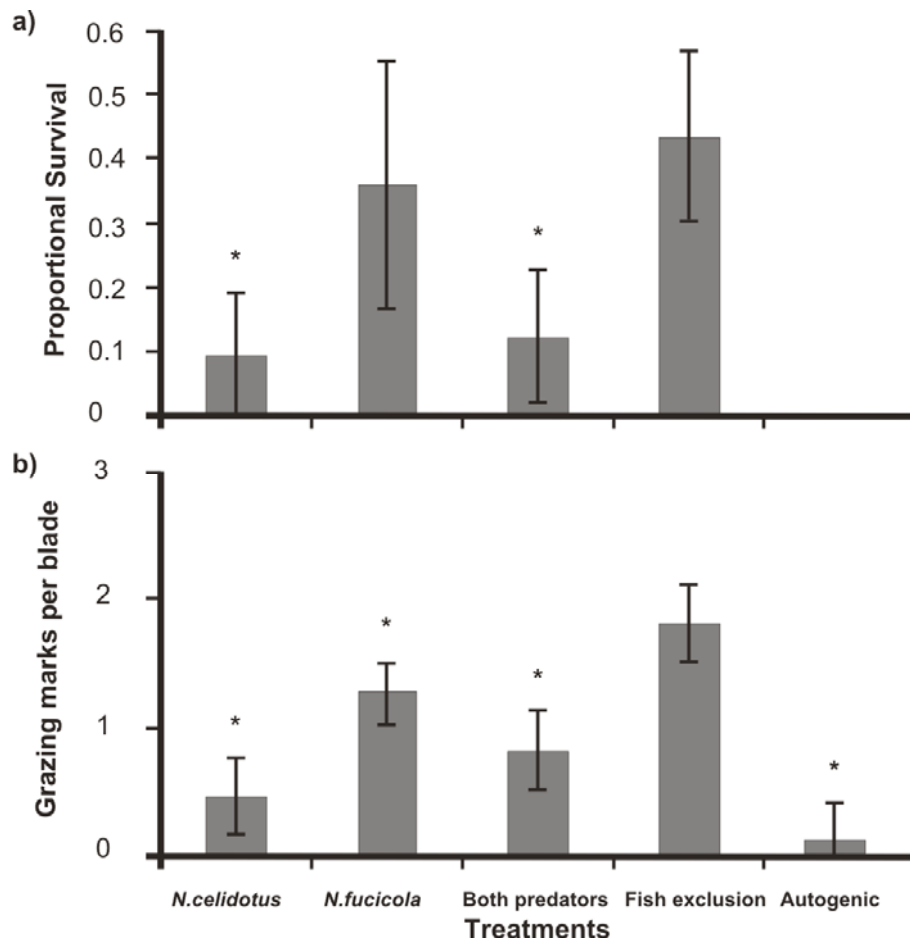 a)
Proportional Survival
0.6
0.5
0.4
0.3
0.2
0.1
0
*
*
b)
Grazing marks per blade
3
2
1
0
*
*
*
*
N.celidotus N.fucicola Both predators Fish exclusion Autogenic
Treatments